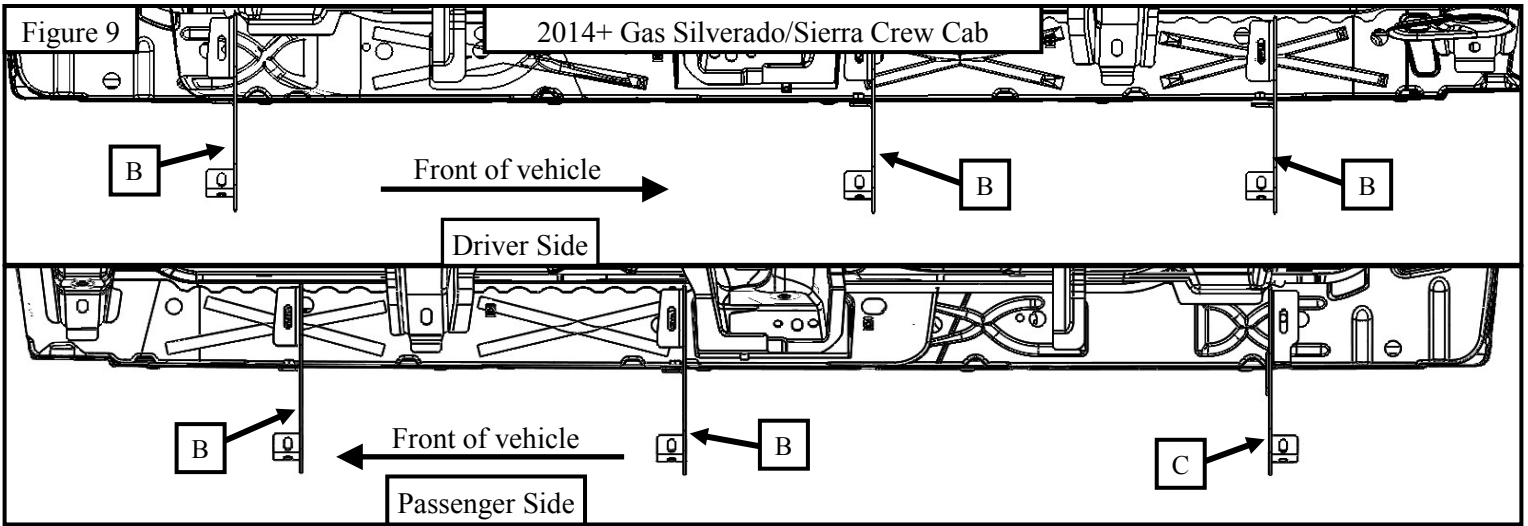 Figure 9
2014+ Gas Silverado/Sierra Crew Cab
B
Front of vehicle
B
B
Driver Side
B
Front of vehicle
B
C
Passenger Side